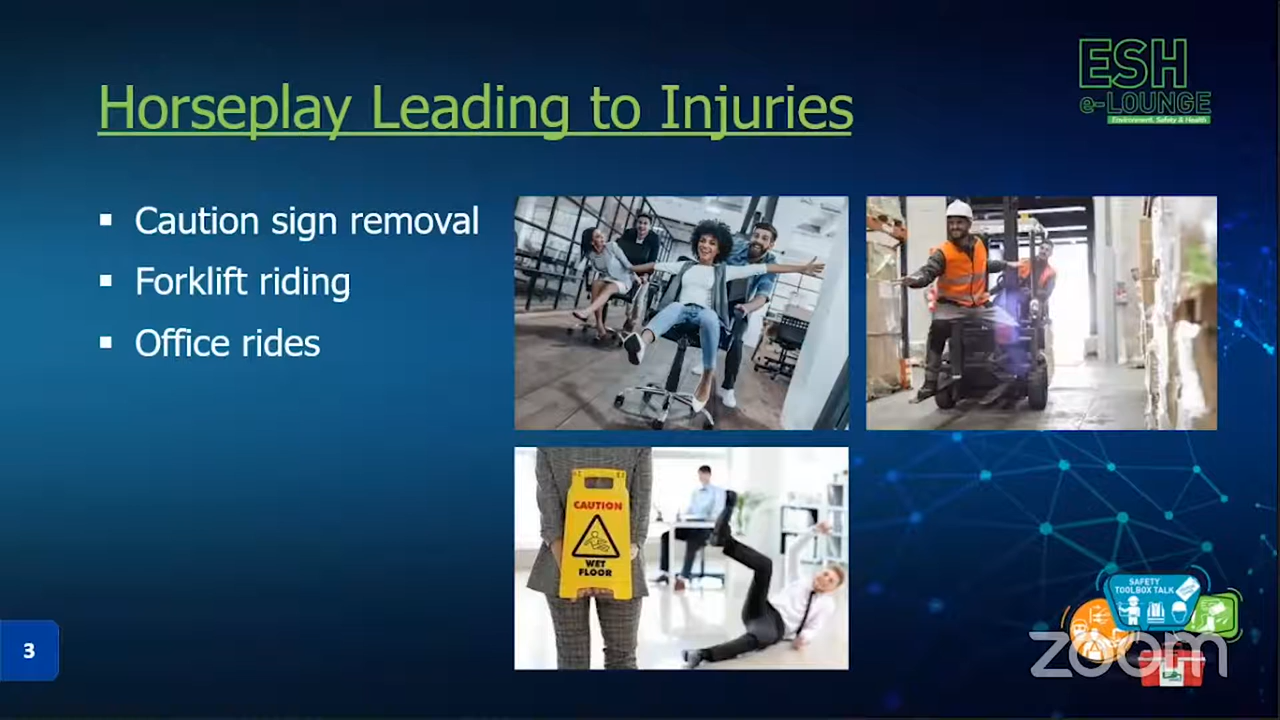 Horseplay Leading to Injuries
ESH
e-LOUNGE
Environment, Safety & Health
Caution sign removal
Forklift riding
Office rides
CAUTION
WET
FLOOR
SAFETY
TOOLBOX TALK
3
zoom